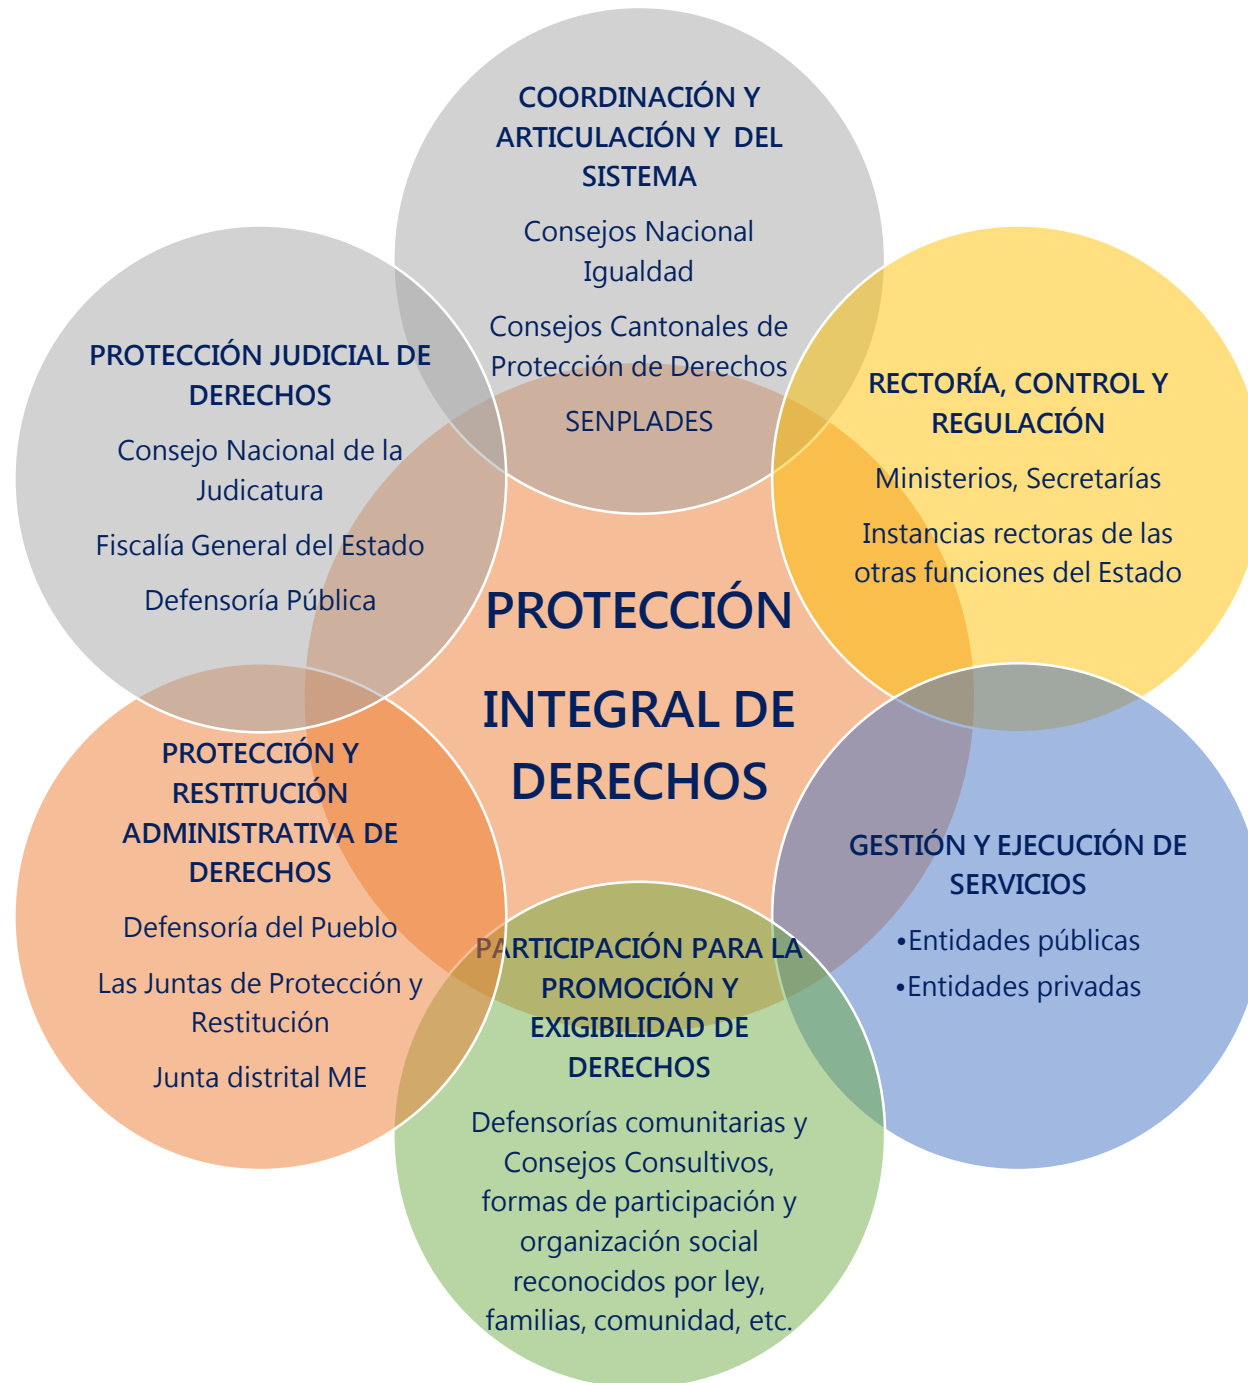 COORDINACIÓN Y
ARTICULACIÓN Y DEL
SISTEMA
Consejos Nacional
Igualdad
Consejos Cantonales de
Protección de Derechos
SENPLADES
PROTECCIÓN JUDICIAL DE
DERECHOS
Consejo Nacional de la
Judicatura
Fiscalía General del Estado
Defensoría Pública
RECTORÍA, CONTROL Y
REGULACIÓN
Ministerios, Secretarías
Instancias rectoras de las
otras funciones del Estado
PROTECCIÓN
INTEGRAL DE
DERECHOS
PROTECCIÓN Y
RESTITUCIÓN
ADMINISTRATIVA DE
DERECHOS
Defensoría del Pueblo
Las Juntas de Protección y
Restitución
Junta distrital ME
GESTIÓN Y EJECUCIÓN DE
SERVICIOS
•Entidades públicas
•Entidades privadas
PARTICIPACIÓN PARA LA
PROMOCIÓN Y
EXIGIBILIDAD DE
DERECHOS
Defensorías comunitarias y
Consejos Consultivos,
formas de participación y
organización social
reconocidos por ley,
familias, comunidad, etc.